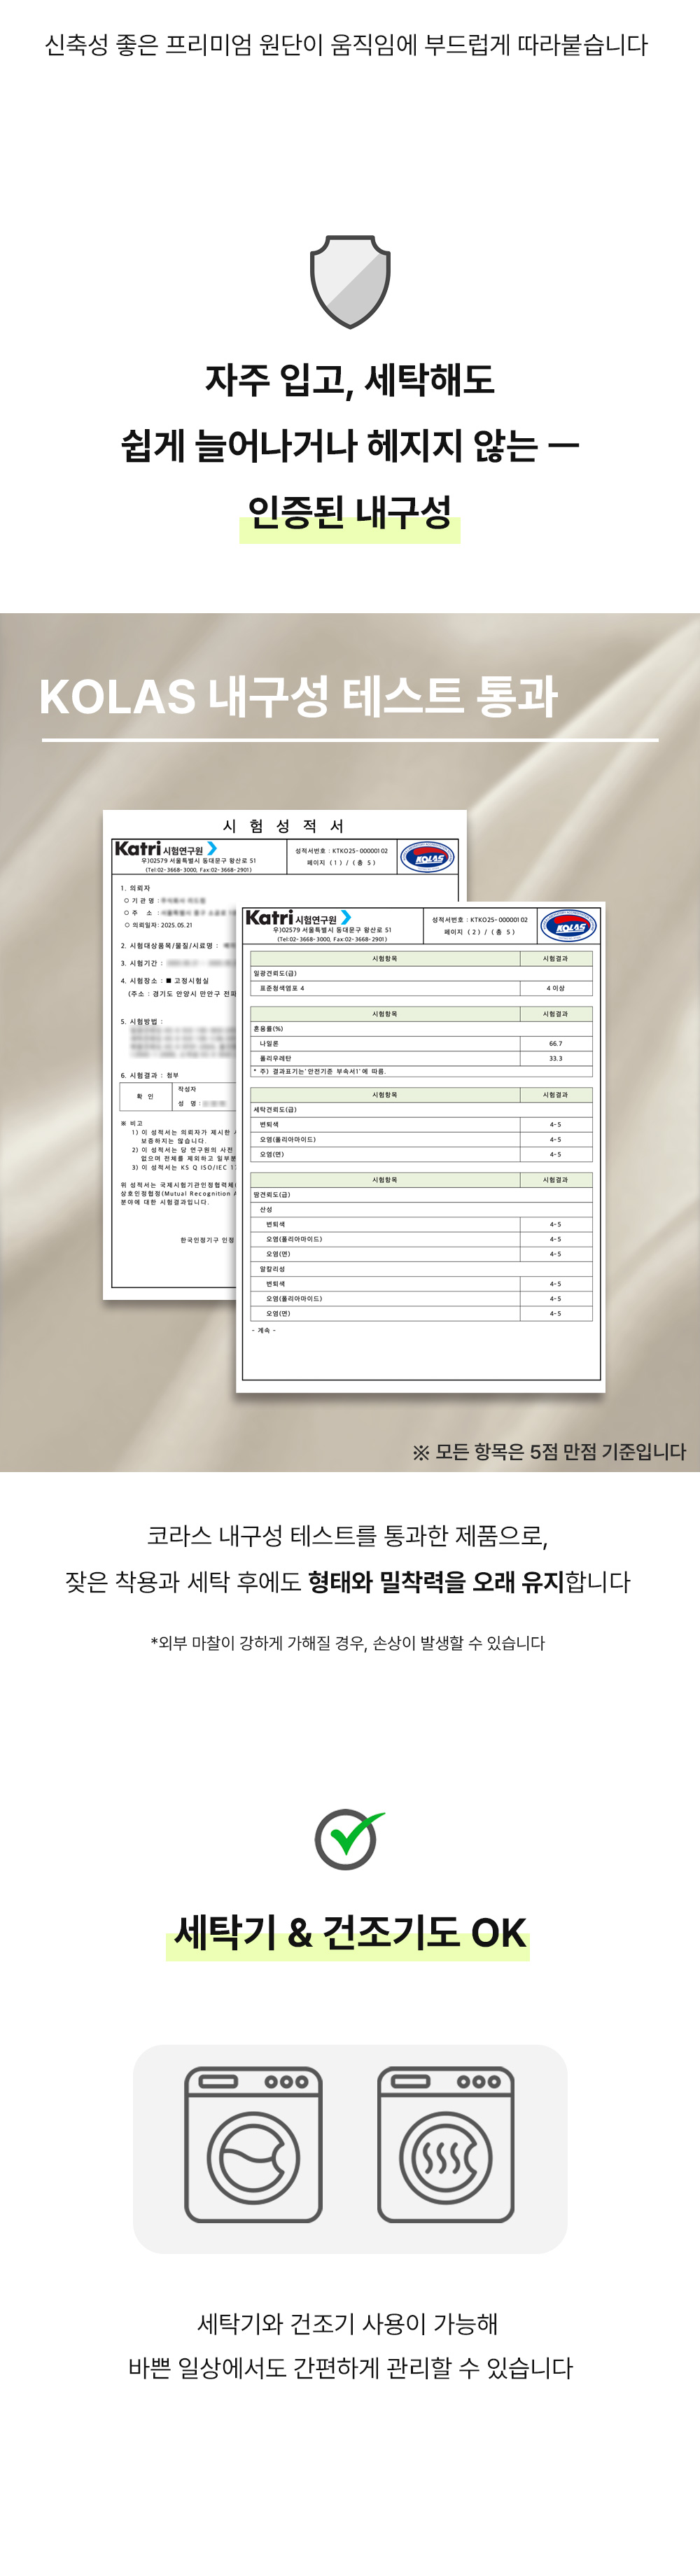 신축성 좋은 프리미엄 원단이 움직임에 부드럽게 따라붙습니다
자주 입고, 세탁해도
쉽게 늘어나거나 헤지지 않는 —
인증된 내구성
KOLAS 내구성 테스트 통과
시 험 성 적 서
Katri 시험연구원
우)02579 서울특별시 동대문구 왕산로 51
(Tel:02-3668-3000, Fax:02-3668-2901)
성적서번호 : KTKO25-00000102
페이지 ( 1 ) / ( 총 5 )
KOLAS
1. 의뢰자
○ 기 관 명 :
○ 주 소 :
○ 의뢰일자: 2025.05.21
2. 시험대상품목/물질/시료명 :
3. 시험기간 :
4. 시험장소 : ■ 고정시험실
(주소 : 경기도 안양시 만안구 전파
5. 시험방법 :
6. 시험결과 : 첨부
확 인
작성자
성 명 :
※ 비고
1) 이 성적서는 의뢰자가 제시한
보증하지는 않습니다.
2) 이 성적서는 당 연구원의 사전
없으며 전체를 제외하고 일부분
3) 이 성적서는 KS Q ISO/IEC
위 성적서는 국제시험기관인정협력체
상호인정협정(Mutual Recognition
분야에 대한 시험결과입니다.
한국인정기구 인정
Katri 시험연구원
우)02579 서울특별시 동대문구 왕산로 51
(Tel:02-3668-3000, Fax:02-3668-2901)
성적서번호 : KTKO25-00000102
페이지 ( 2 ) / ( 총 5 )
KOLAS
시험항목 시험결과
일광견뢰도(급)
표준청색염포 4 4 이상
시험항목 시험결과
혼용률(%)
나일론 66.7
폴리우레탄 33.3
* 주) 결과표기는' 안전기준 부속서1' 에 따름.
시험항목 시험결과
세탁견뢰도(급)
변퇴색 4-5
오염(폴리아마이드) 4-5
오염(면) 4-5
시험항목 시험결과
땀견뢰도(급)
산성
변퇴색 4-5
오염(폴리아마이드) 4-5
오염(면) 4-5
알칼리성
변퇴색 4-5
오염(폴리아마이드) 4-5
오염(면) 4-5
- 계속 -
※ 모든 항목은 5점 만점 기준입니다
코라스 내구성 테스트를 통과한 제품으로,
잦은 착용과 세탁 후에도 형태와 밀착력을 오래 유지합니다
*외부 마찰이 강하게 가해질 경우, 손상이 발생할 수 있습니다
세탁기 & 건조기도 OK
세탁기와 건조기 사용이 가능해
바쁜 일상에서도 간편하게 관리할 수 있습니다